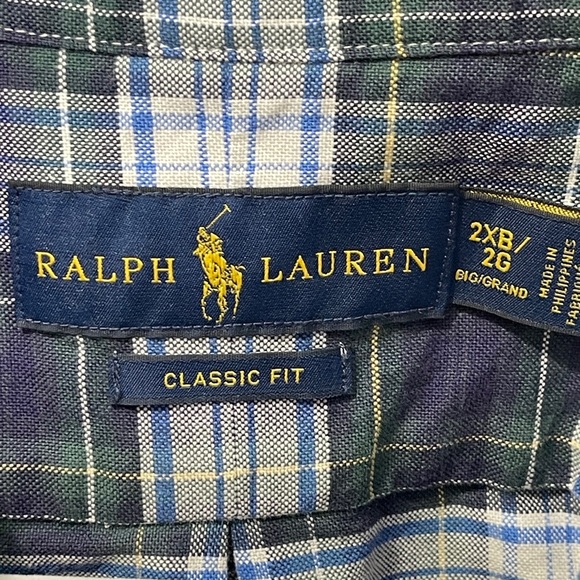 RALPH LAUREN
CLASSIC FIT
2XB/
2G
BIG/GRAND
MADE IN
PHILIPPINES